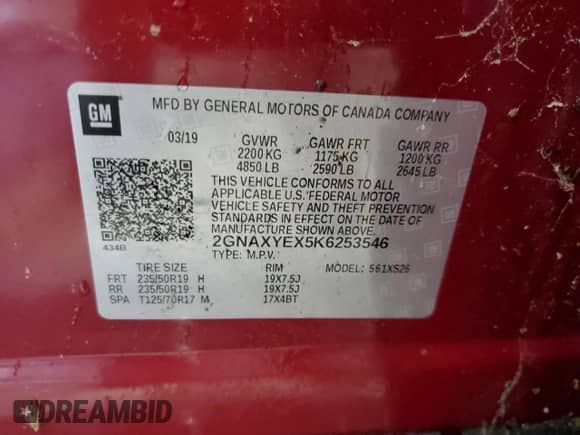 GM
MFD BY GENERAL MOTORS OF CANADA COMPANY
03/19 GVWR GAWR FRT GAWR RR
2200 KG 1175 KG 1200 KG
4850 LB 2590 LB 2645 LB
THIS VEHICLE CONFORMS TO ALL
APPLICABLE U.S. FEDERAL MOTOR
VEHICLE SAFETY AND THEFT PREVENTION
STANDARDS IN EFFECT ON THE DATE OF
MANUFACTURE SHOWN ABOVE.
434B 2GNAXYEX5K6253546
TYPE: M.P.V. MODEL: 561XS26
TIRE SIZE RIM
FRT 235/50R19 H 19X7.5J
RR 235/50R19 H 19X7.5J
SPA T125/70R17 M 17X4BT
DREAMBID